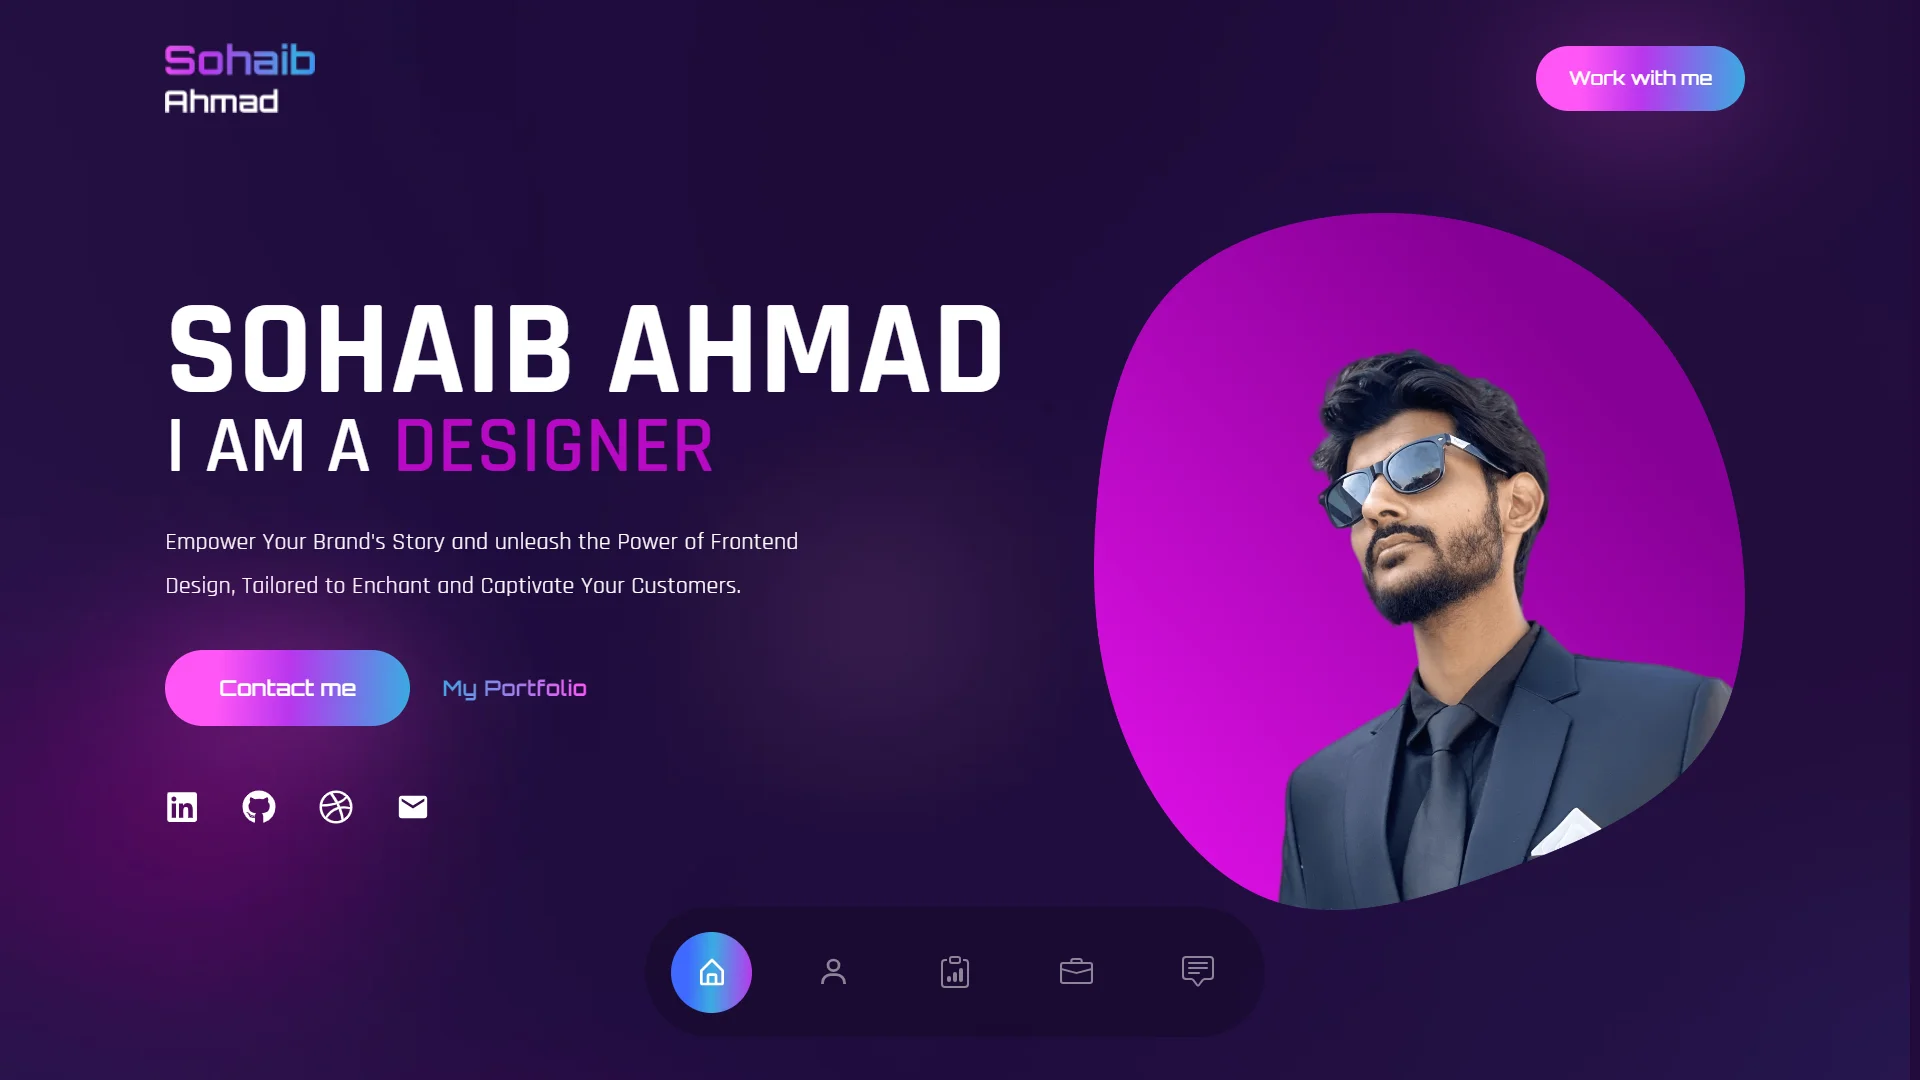 Sohaib
Ahmad
Work with me
SOHAIB AHMAD
I AM A DESIGNER
Empower Your Brand's Story and unleash the Power of Frontend
Design, Tailored to Enchant and Captivate Your Customers.
Contact me
My Portfolio
in